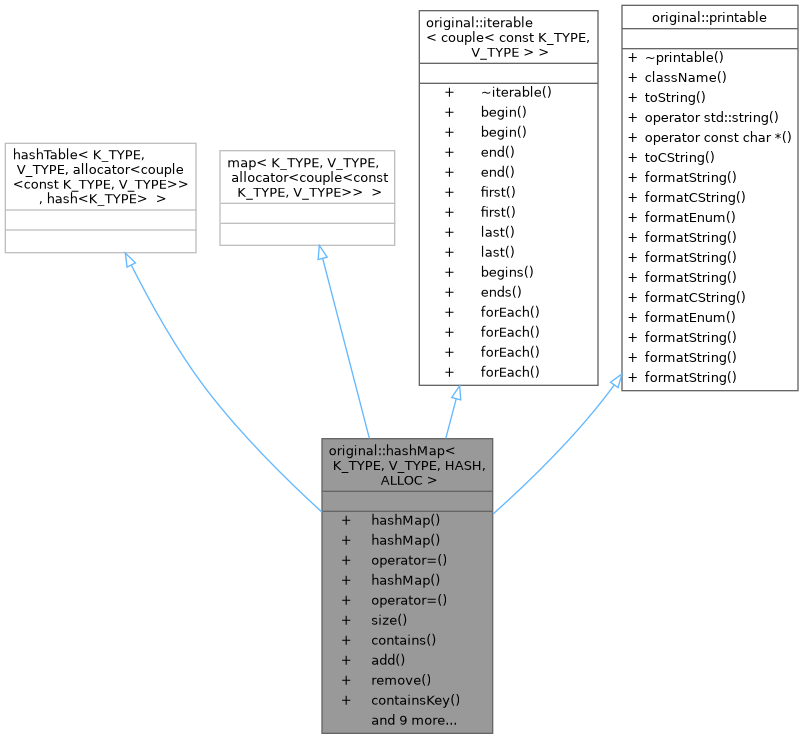 hashTable< K_TYPE,
V_TYPE, allocator<couple
<const K_TYPE, V_TYPE>>
, hash<K_TYPE>  >
map< K_TYPE, V_TYPE,
allocator<couple<const
K_TYPE, V_TYPE>>  >
original::iterable
< couple< const K_TYPE,
V_TYPE > >
+ ~iterable()
+ begin()
+ begin()
+ end()
+ end()
+ first()
+ first()
+ last()
+ last()
+ begins()
+ ends()
+ forEach()
+ forEach()
+ forEach()
+ forEach()
original::printable
+ ~printable()
+ className()
+ toString()
+ operator std::string()
+ operator const char *()
+ toCString()
+ formatString()
+ formatCString()
+ formatEnum()
+ formatString()
+ formatString()
+ formatString()
+ formatCString()
+ formatEnum()
+ formatString()
+ formatString()
+ formatString()
original::hashMap<
K_TYPE, V_TYPE, HASH,
ALLOC >
+ hashMap()
+ hashMap()
+ operator=()
+ hashMap()
+ operator=()
+ size()
+ contains()
+ add()
+ remove()
+ containsKey()
and 9 more...